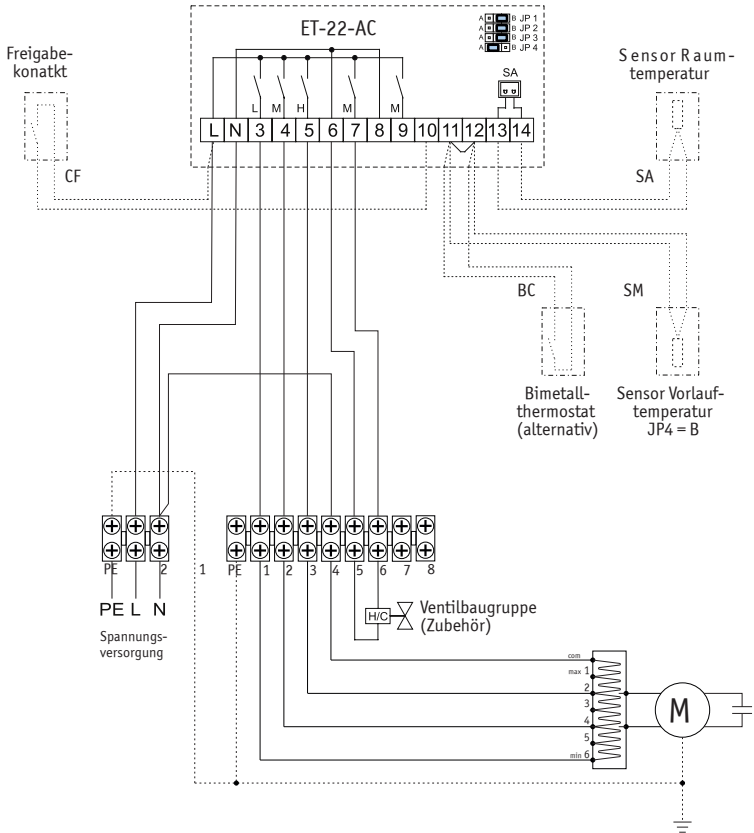 ET-22-AC
A B JP 1
A B JP 2
A B JP 3
A B JP 4
Freigabe-
konatkt
Sensor Raum-
temperatur
SA
L M H M M
L N 3 4 5 6 7 8 9 10 11 12 13 14
CF
SA
BC
SM
Bimetall-
thermostat
(alternativ)
Sensor Vorlauf-
temperatur
JP4 = B
PE 2 1
PE 1 2 3 4 5 6 7 8
PE L N
Spannungs-
versorgung
H/C
Ventilbaugruppe
(Zubehör)
com
max 1
2
3
4
5
min 6
M